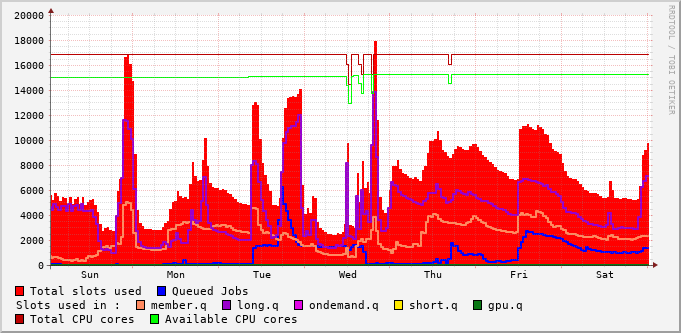 RRDTOOL / TOBI OETIKER
20000
18000
16000
14000
12000
10000
8000
6000
4000
2000
0
Sun Mon Tue Wed Thu Fri Sat
Total slots used Queued Jobs
Slots used in : member.q long.q ondemand.q short.q gpu.q
Total CPU cores Available CPU cores